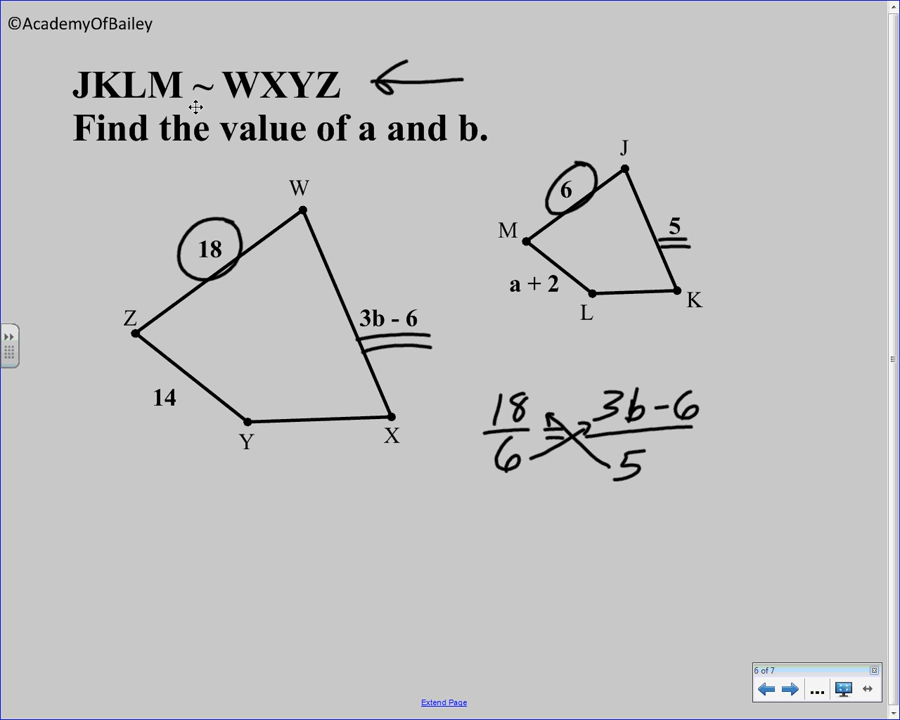 ©AcademyOfBailey
JKLM ~ WXYZ
Find the value of a and b.
J
W
6
18
M
5
a + 2
K
L
Z
3b - 6
14
Y
X
18/6 = 3b-6/5
6 of 7
...
Extend Page